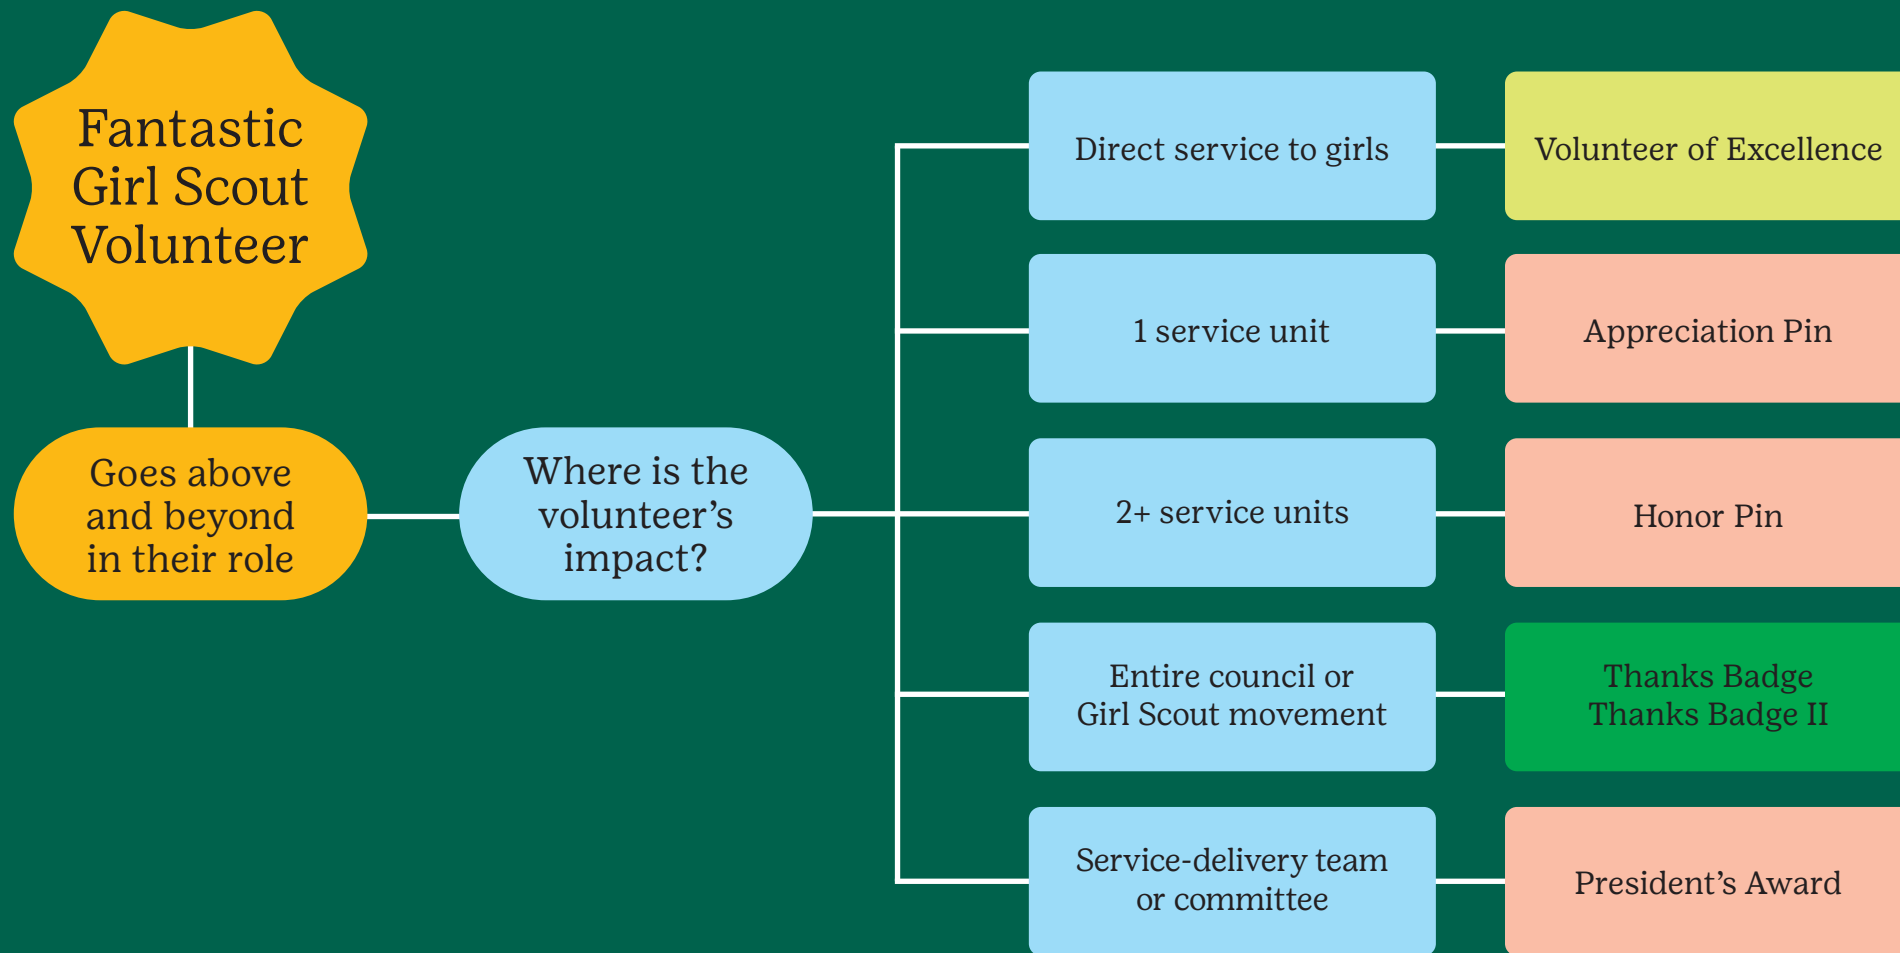 Fantastic
Girl Scout
Volunteer
Goes above
and beyond
in their role
Where is the
volunteer’s
impact?
Direct service to girls
Volunteer of Excellence
1 service unit
Appreciation Pin
2+ service units
Honor Pin
Entire council or
Girl Scout movement
Thanks Badge
Thanks Badge II
Service-delivery team
or committee
President’s Award